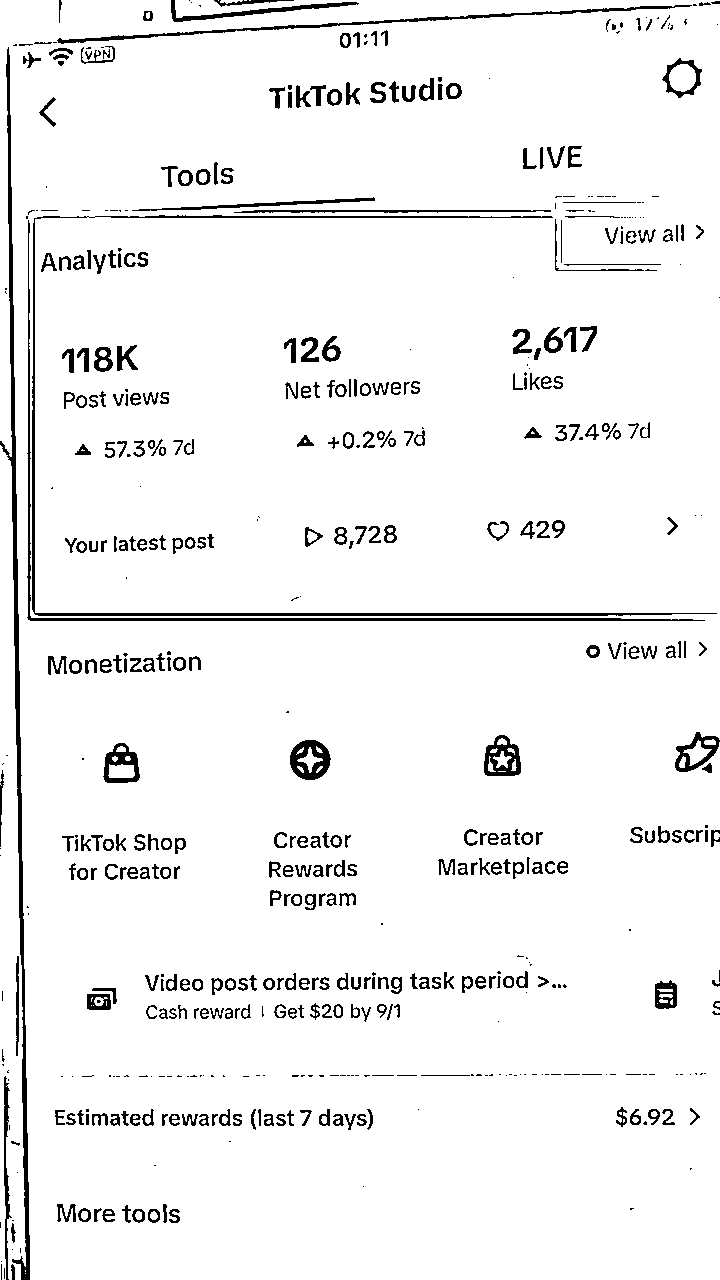 VPN
01:11
TikTok Studio
Tools
LIVE
Analytics
View all >
118K
126
2,617
Post views
Net followers
Likes
57.3% 7d
+0.2% 7d
37.4% 7d
Your latest post
8,728
429
Monetization
View all >
TikTok Shop
for Creator
Creator
Rewards
Program
Creator
Marketplace
Subscrip
Video post orders during task period >...
Cash reward | Get $20 by 9/1
Estimated rewards (last 7 days)
$6.92 >
More tools